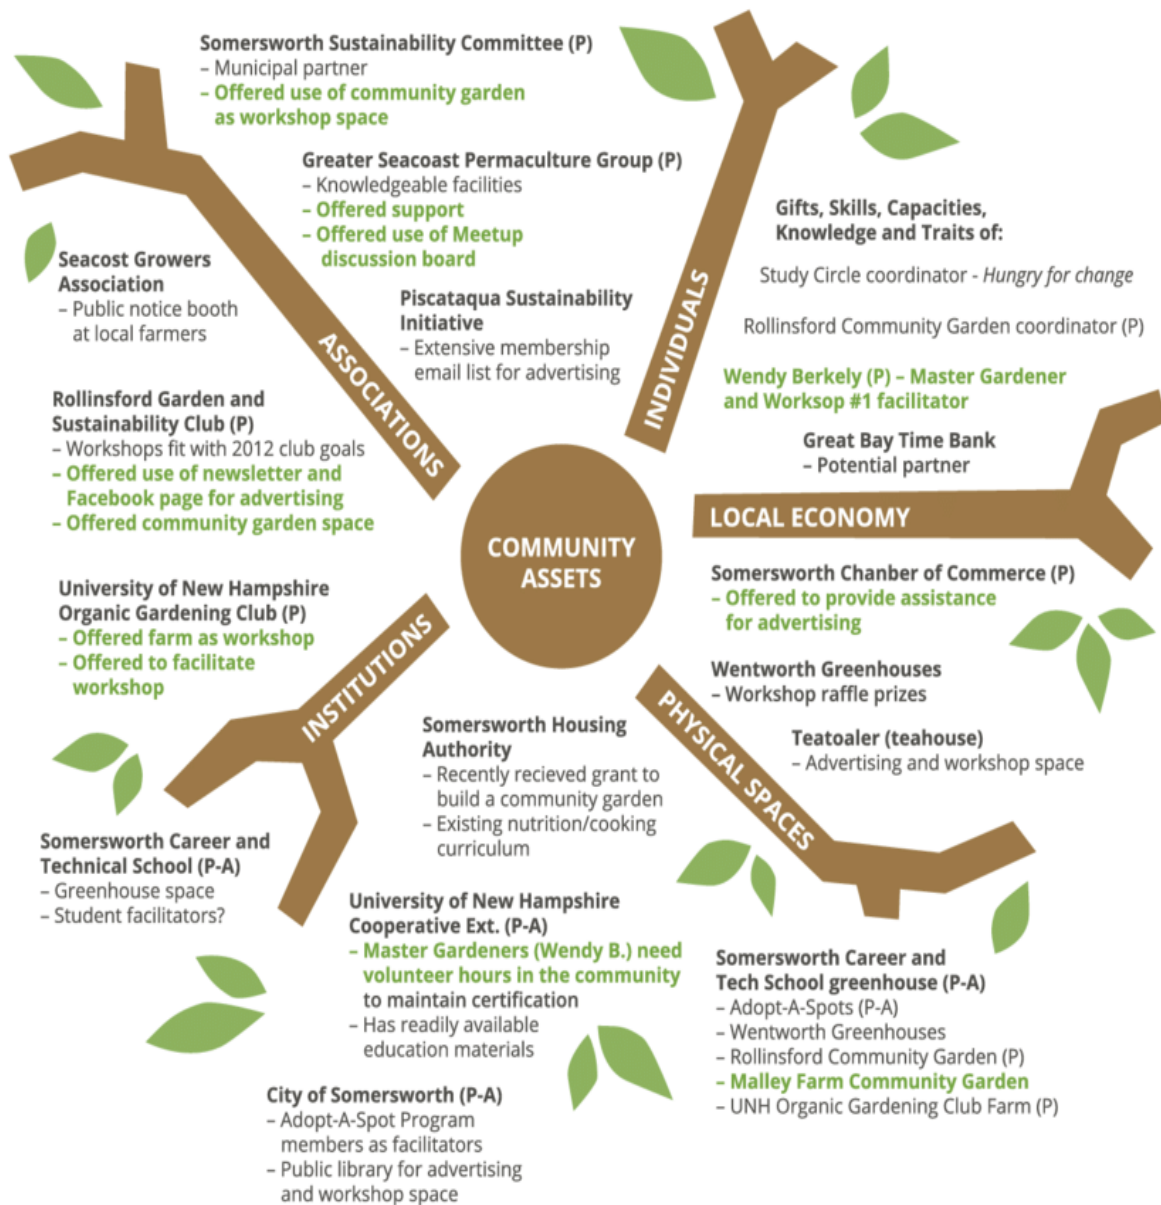 Somersworth Sustainability Committee (P)
– Municipal partner
– Offered use of community garden
as workshop space
Greater Seacoast Permaculture Group (P)
– Knowledgeable facilities
– Offered support
– Offered use of Meetup
discussion board
Seacost Growers
Association
– Public notice booth
at local farmers
Piscataqua Sustainability
Initiative
– Extensive membership
email list for advertising
ASSOCIATIONS
Rollinsford Garden and
Sustainability Club (P)
– Workshops fit with 2012 club goals
– Offered use of newsletter and
Facebook page for advertising
– Offered community garden space
INDIVIDUALS
Gifts, Skills, Capacities,
Knowledge and Traits of:
Study Circle coordinator - Hungry for change
Rollinsford Community Garden coordinator (P)
Wendy Berkely (P) – Master Gardener
and Worksop #1 facilitator
Great Bay Time Bank
– Potential partner
LOCAL ECONOMY
COMMUNITY
ASSETS
Somersworth Chanber of Commerce (P)
– Offered to provide assistance
for advertising
Wentworth Greenhouses
– Workshop raffle prizes
Teatoaler (teahouse)
– Advertising and workshop space
University of New Hampshire
Organic Gardening Club (P)
– Offered farm as workshop
– Offered to facilitate
workshop
INSTITUTIONS
Somersworth Housing
Authority
– Recently recieved grant to
build a community garden
– Existing nutrition/cooking
curriculum
PHYSICAL SPACES
Somersworth Career and
Technical School (P-A)
– Greenhouse space
– Student facilitators?
University of New Hampshire
Cooperative Ext. (P-A)
– Master Gardeners (Wendy B.) need
volunteer hours in the community
to maintain certification
– Has readily available
education materials
City of Somersworth (P-A)
– Adopt-A-Spot Program
members as facilitators
– Public library for advertising
and workshop space
Somersworth Career and
Tech School greenhouse (P-A)
– Adopt-A-Spots (P-A)
– Wentworth Greenhouses
– Rollinsford Community Garden (P)
– Malley Farm Community Garden
– UNH Organic Gardening Club Farm (P)